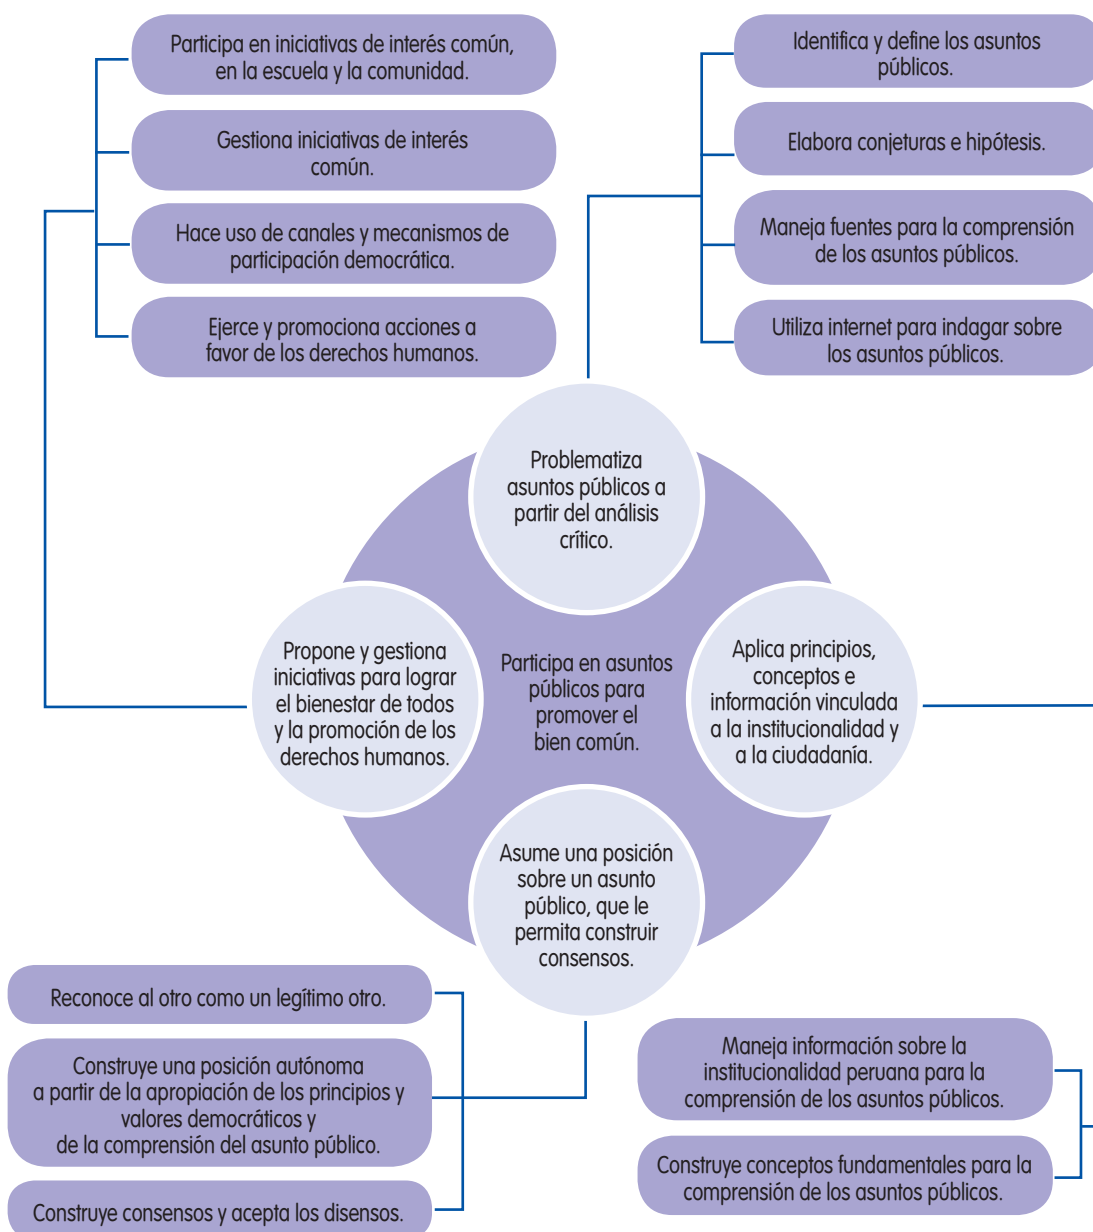 Participa en iniciativas de interés común,
en la escuela y la comunidad.
Gestiona iniciativas de interés
común.
Hace uso de canales y mecanismos de
participación democrática.
Ejerce y promociona acciones a
favor de los derechos humanos.
Identifica y define los asuntos
públicos.
Elabora conjeturas e hipótesis.
Maneja fuentes para la comprensión
de los asuntos públicos.
Utiliza internet para indagar sobre
los asuntos públicos.
Problematiza
asuntos públicos a
partir del análisis
crítico.
Propone y gestiona
iniciativas para lograr
el bienestar de todos
y la promoción de los
derechos humanos.
Participa en asuntos
públicos para
promover el
bien común.
Aplica principios,
conceptos e
información vinculada
a la institucionalidad y
a la ciudadanía.
Asume una posición
sobre un asunto
público, que le
permita construir
consensos.
Reconoce al otro como un legítimo otro.
Construye una posición autónoma
a partir de la apropiación de los principios y
valores democráticos y
de la comprensión del asunto público.
Construye consensos y acepta los disensos.
Maneja información sobre la
institucionalidad peruana para la
comprensión de los asuntos públicos.
Construye conceptos fundamentales para la
comprensión de los asuntos públicos.